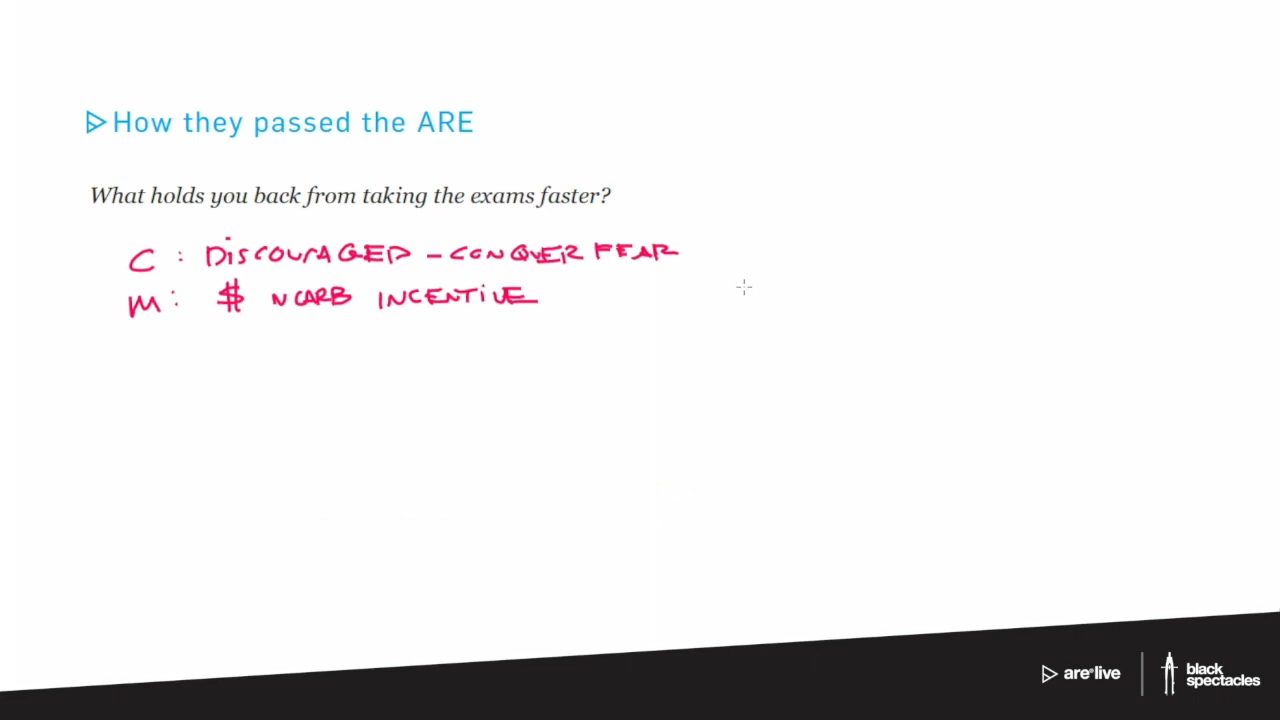 How they passed the ARE
What holds you back from taking the exams faster?
C : DISCOURAGED - CONQUER FEAR
M : $ NCARB INCENTIVE
are live
black
spectacles